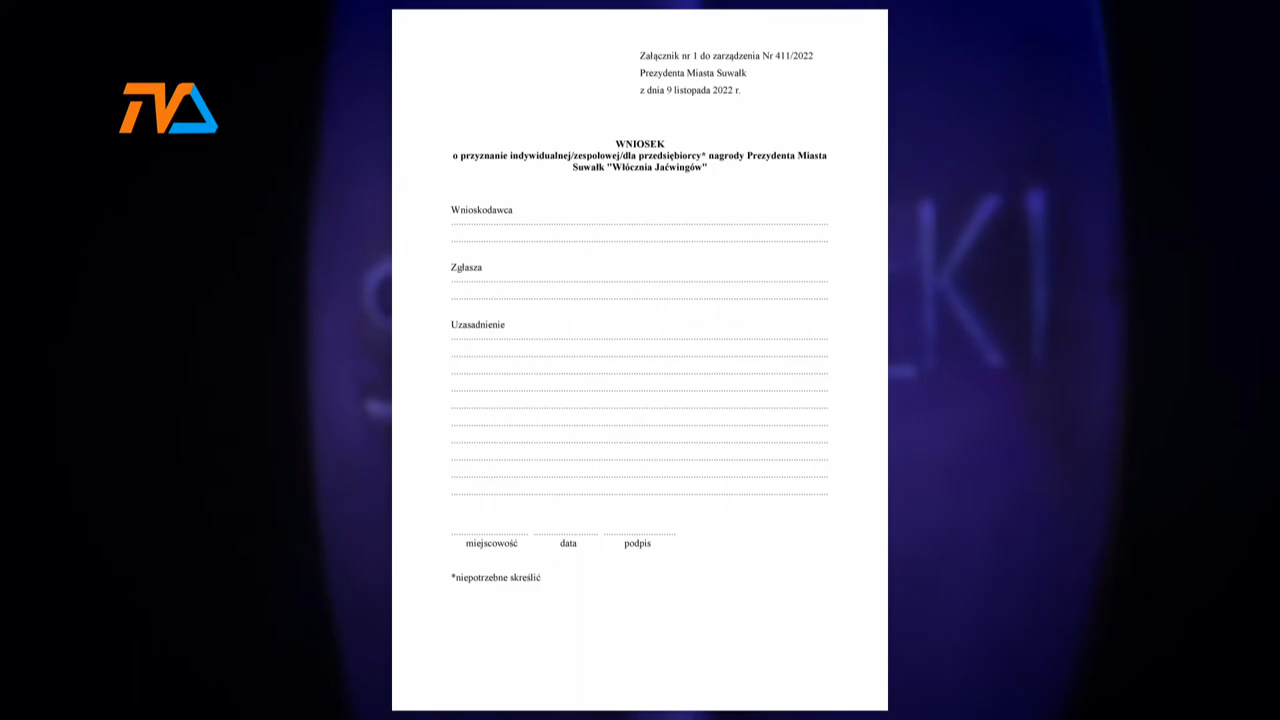 TVA
Załącznik nr 1 do zarządzenia Nr 411/2022
Prezydenta Miasta Suwałk
z dnia 9 listopada 2022 r.
WNIOSEK
o przyznanie indywidualnej/zespołowej/dla przedsiębiorcy* nagrody Prezydenta Miasta
Suwałk "Włócznia Jaćwingów"
Wnioskodawca
Zgłasza
Uzasadnienie
miejscowość data podpis
*niepotrzebne skreślić